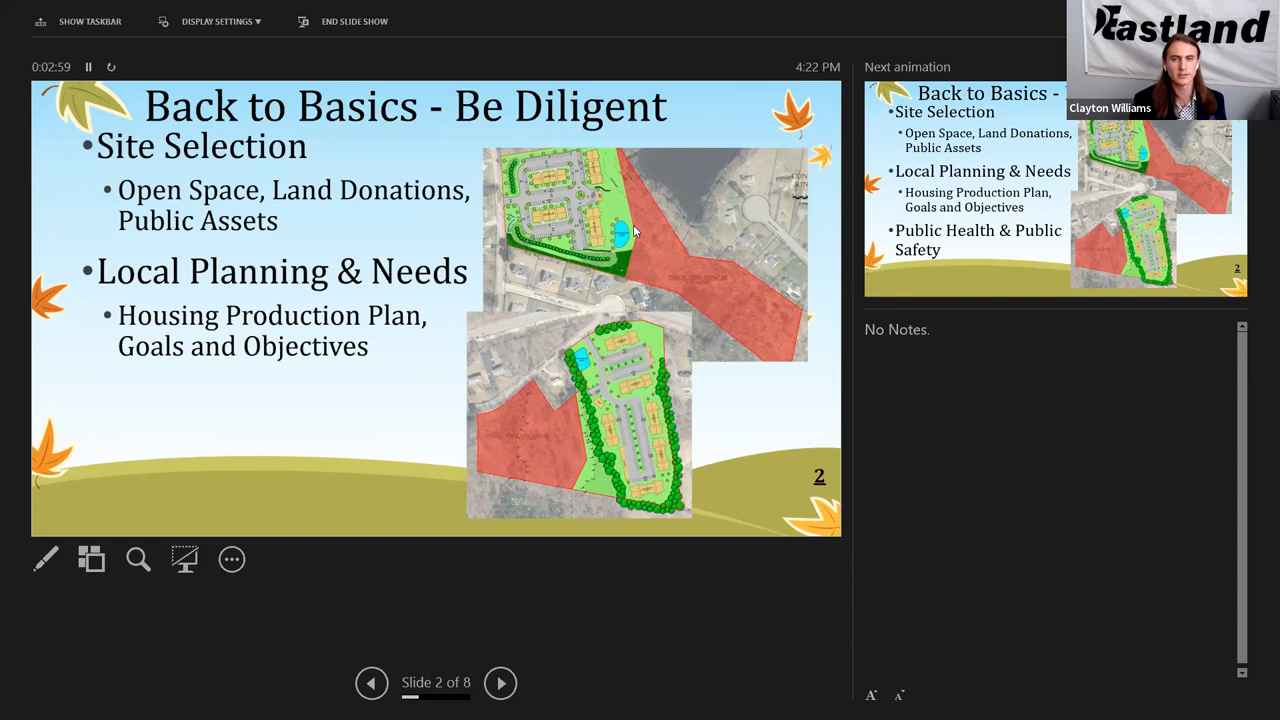 SHOW TASKBAR
DISPLAY SETTINGS ▼
END SLIDE SHOW
Eastland
Clayton Williams
0:02:59
4:22 PM
Back to Basics - Be Diligent
•Site Selection
• Open Space, Land Donations,
Public Assets
•Local Planning & Needs
• Housing Production Plan,
Goals and Objectives
2
Next animation
Back to Basics -
•Site Selection
• Open Space, Land Donations,
Public Assets
•Local Planning & Needs
• Housing Production Plan,
Goals and Objectives
•Public Health & Public
Safety
2
No Notes.
Slide 2 of 8
A A